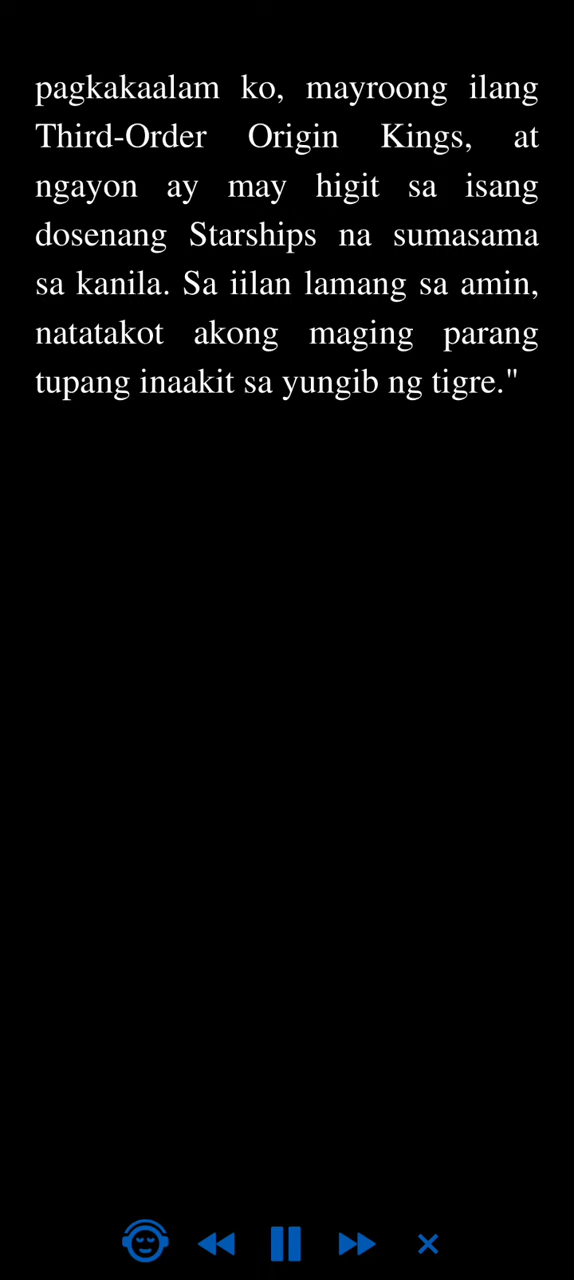 pagkakaalam ko, mayroong ilang
Third-Order Origin Kings, at
ngayon ay may higit sa isang
dosenang Starships na sumasama
sa kanila. Sa iilan lamang sa amin,
natatakot akong maging parang
tupang inaakit sa yungib ng tigre."